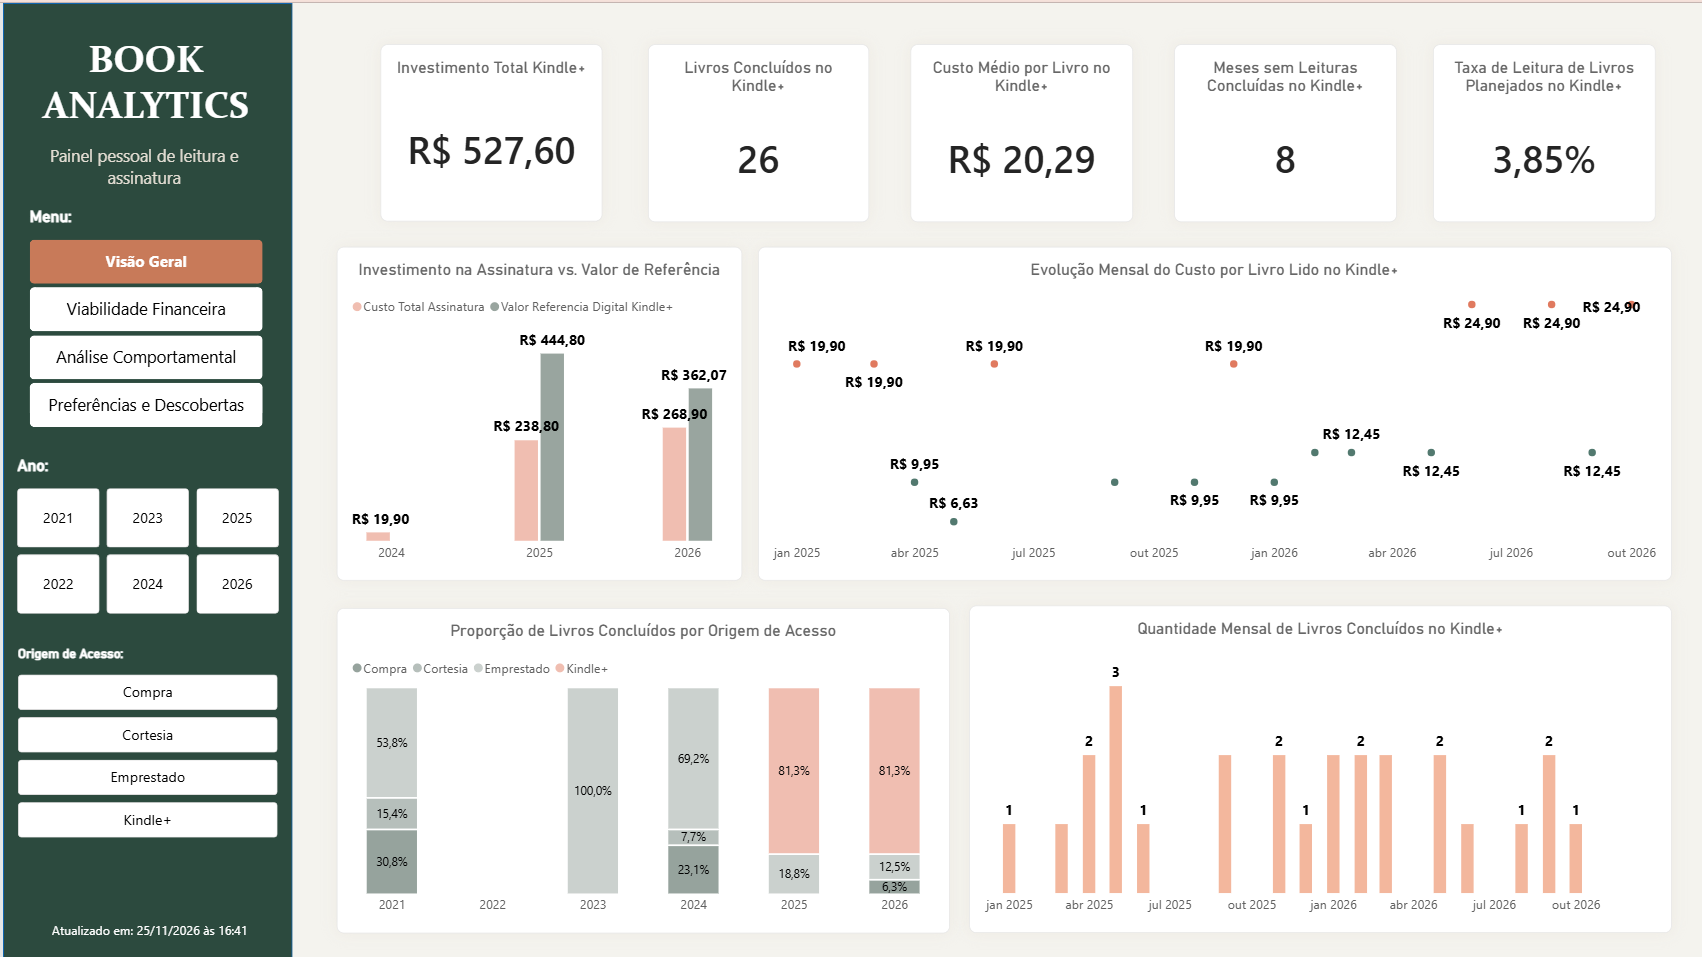 BOOK
ANALYTICS
Painel pessoal de leitura e
assinatura
Menu:
Visão Geral
Viabilidade Financeira
Análise Comportamental
Preferências e Descobertas
Ano:
2021 2023 2025
2022 2024 2026
Origem de Acesso:
Compra
Cortesia
Emprestado
Kindle+
Atualizado em: 25/11/2026 às 16:41
Investimento Total Kindle+
R$ 527,60
Livros Concluídos no
Kindle+
26
Custo Médio por Livro no
Kindle+
R$ 20,29
Meses sem Leituras
Concluídas no Kindle+
8
Taxa de Leitura de Livros
Planejados no Kindle+
3,85%
Investimento na Assinatura vs. Valor de Referência
Custo Total Assinatura Valor Referencia Digital Kindle+
R$ 444,80
R$ 362,07
R$ 268,90
R$ 238,80
R$ 19,90
2024 2025 2026
Evolução Mensal do Custo por Livro Lido no Kindle+
R$ 24,90
R$ 24,90 R$ 24,90
R$ 19,90 R$ 19,90 R$ 19,90
R$ 19,90
R$ 12,45
R$ 9,95 R$ 12,45 R$ 12,45
R$ 6,63 R$ 9,95 R$ 9,95
jan 2025 abr 2025 jul 2025 out 2025 jan 2026 abr 2026 jul 2026 out 2026
Proporção de Livros Concluídos por Origem de Acesso
Compra Cortesia Emprestado Kindle+
53,8% 69,2% 81,3% 81,3%
100,0%
15,4% 7,7% 12,5%
30,8% 23,1% 18,8% 6,3%
2021 2022 2023 2024 2025 2026
Quantidade Mensal de Livros Concluídos no Kindle+
3
2 2 2 2 2
1 1 1 1 1
jan 2025 abr 2025 jul 2025 out 2025 jan 2026 abr 2026 jul 2026 out 2026